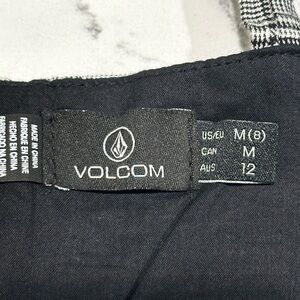 MADE IN CHINA
FABRIQUÉ EN CHINE
HECHO EN CHINA
FABRICADO NA CHINA
VOLCOM
US/EU M(8)
CAN M
AUS 12